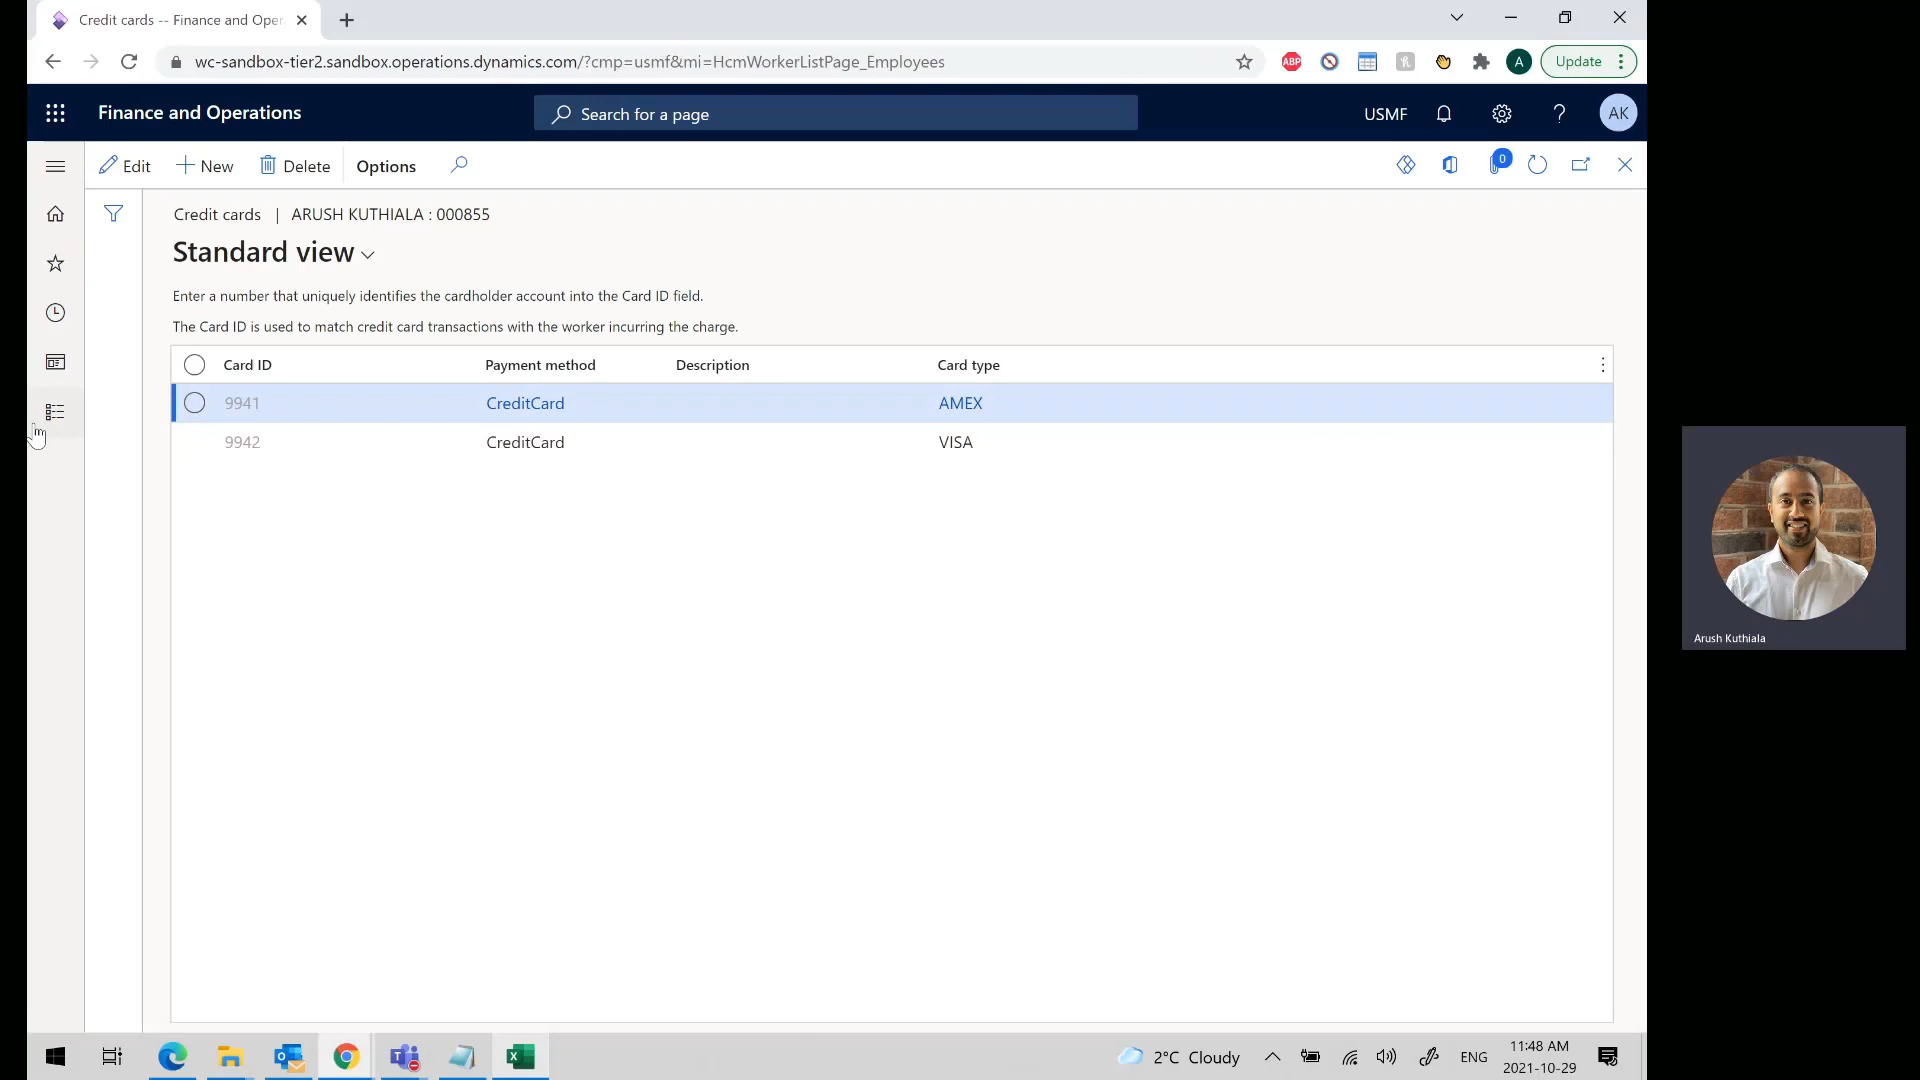 Credit cards -- Finance and Oper
wc-sandbox-tier2.sandbox.operations.dynamics.com/?cmp=usmf&mi=HcmWorkerListPage_Employees
ABP
A
Update
Finance and Operations
Search for a page
USMF
?
AK
Edit
New
Delete
Options
0
Credit cards | ARUSH KUTHIALA : 000855
Standard view
Enter a number that uniquely identifies the cardholder account into the Card ID field.
The Card ID is used to match credit card transactions with the worker incurring the charge.
Card ID Payment method Description Card type
9941 CreditCard AMEX
9942 CreditCard VISA
Arush Kuthiala
2°C Cloudy
ENG
11:48 AM
2021-10-29